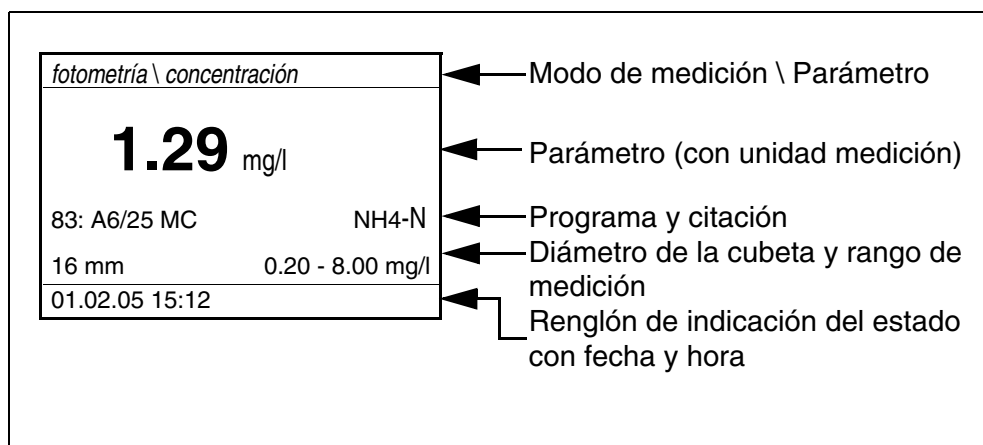 fotometría \ concentración
1.29 mg/l
83: A6/25 MC NH4-N
16 mm 0.20 - 8.00 mg/l
01.02.05 15:12
Modo de medición \ Parámetro
Parámetro (con unidad medición)
Programa y citación
Diámetro de la cubeta y rango de
medición
Renglón de indicación del estado
con fecha y hora